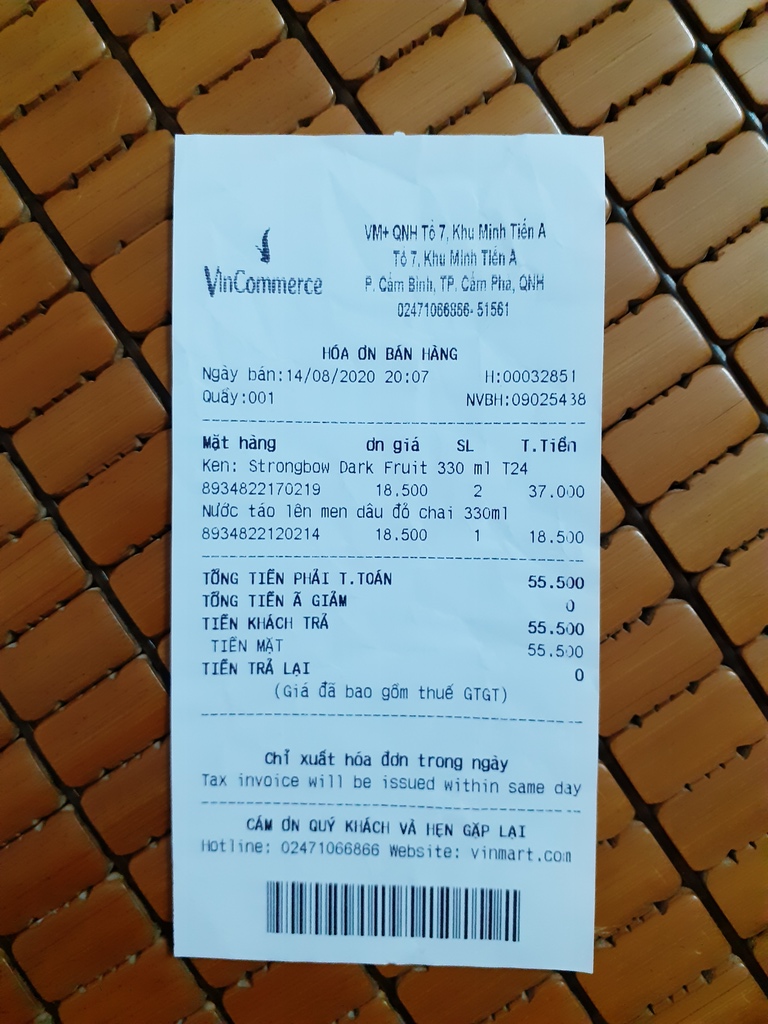 VinCommerce
VM+ QNH Tổ 7, Khu Minh Tiến A
Tổ 7, Khu Minh Tiến A
P. Cẩm Bình, TP. Cẩm Phả, QNH
02471066866- 51561
HÓA ƠN BÁN HÀNG
Ngày bán:14/08/2020 20:07 H:00032851
Quầy:001 NVBH:09025438
Mặt hàng ơn giá SL T.Tiền
Ken: Strongbow Dark Fruit 330 ml T24
8934822170219 18.500 2 37.000
Nước táo lên men dâu đỏ chai 330ml
8934822120214 18.500 1 18.500
TỔNG TIỀN PHẢI T.TOÁN 55.500
TỔNG TIỀN Ã GIẢM 0
TIỀN KHÁCH TRẢ 55.500
TIỀN MẶT 55.500
TIỀN TRẢ LẠI 0
(Giá đã bao gồm thuế GTGT)
Chỉ xuất hóa đơn trong ngày
Tax invoice will be issued within same day
CÁM ƠN QUÝ KHÁCH VÀ HẸN GẶP LẠI
Hotline: 02471066866 Website: vinmart.com